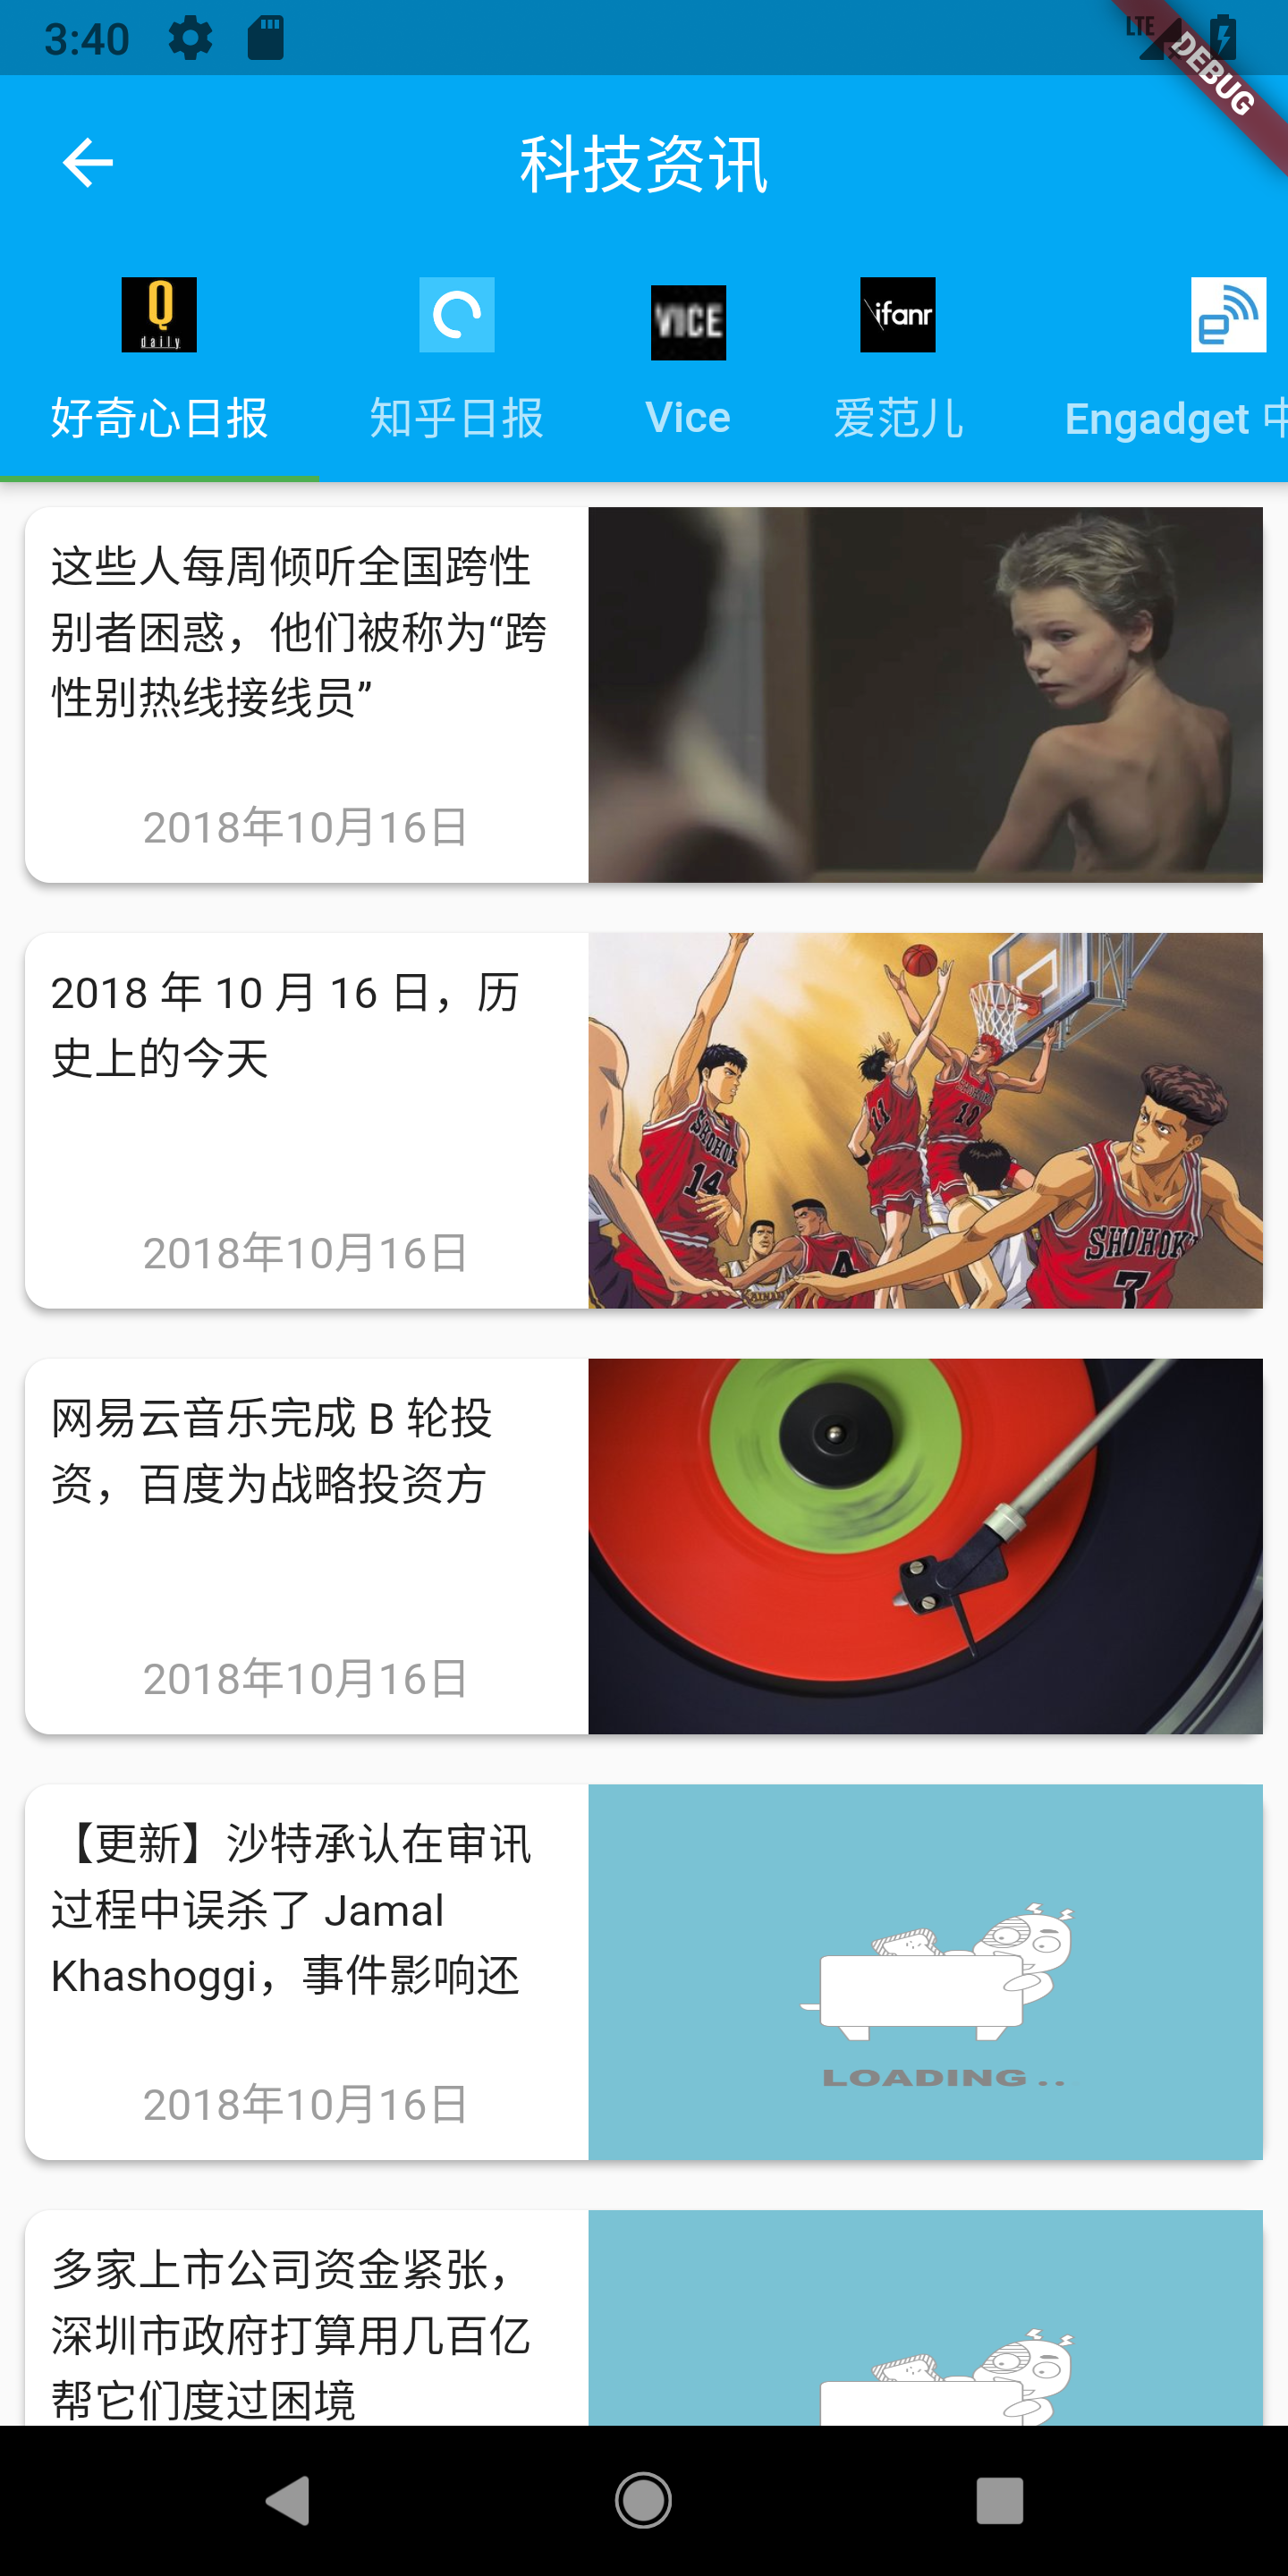 3:40
LTE
DEBUG
科技资讯
Q
daily
VICE
ifanr
e
好奇心日报
知乎日报
Vice
爱范儿
Engadget 中
这些人每周倾听全国跨性
别者困惑，他们被称为“跨
性别热线接线员”
2018年10月16日
2018 年 10 月 16 日，历
史上的今天
2018年10月16日
11
10
SHOHOK
14
4
SHOHOK
7
网易云音乐完成 B 轮投
资，百度为战略投资方
2018年10月16日
【更新】沙特承认在审讯
过程中误杀了 Jamal
Khashoggi，事件影响还
2018年10月16日
LOADING..
多家上市公司资金紧张，
深圳市政府打算用几百亿
帮它们度过困境